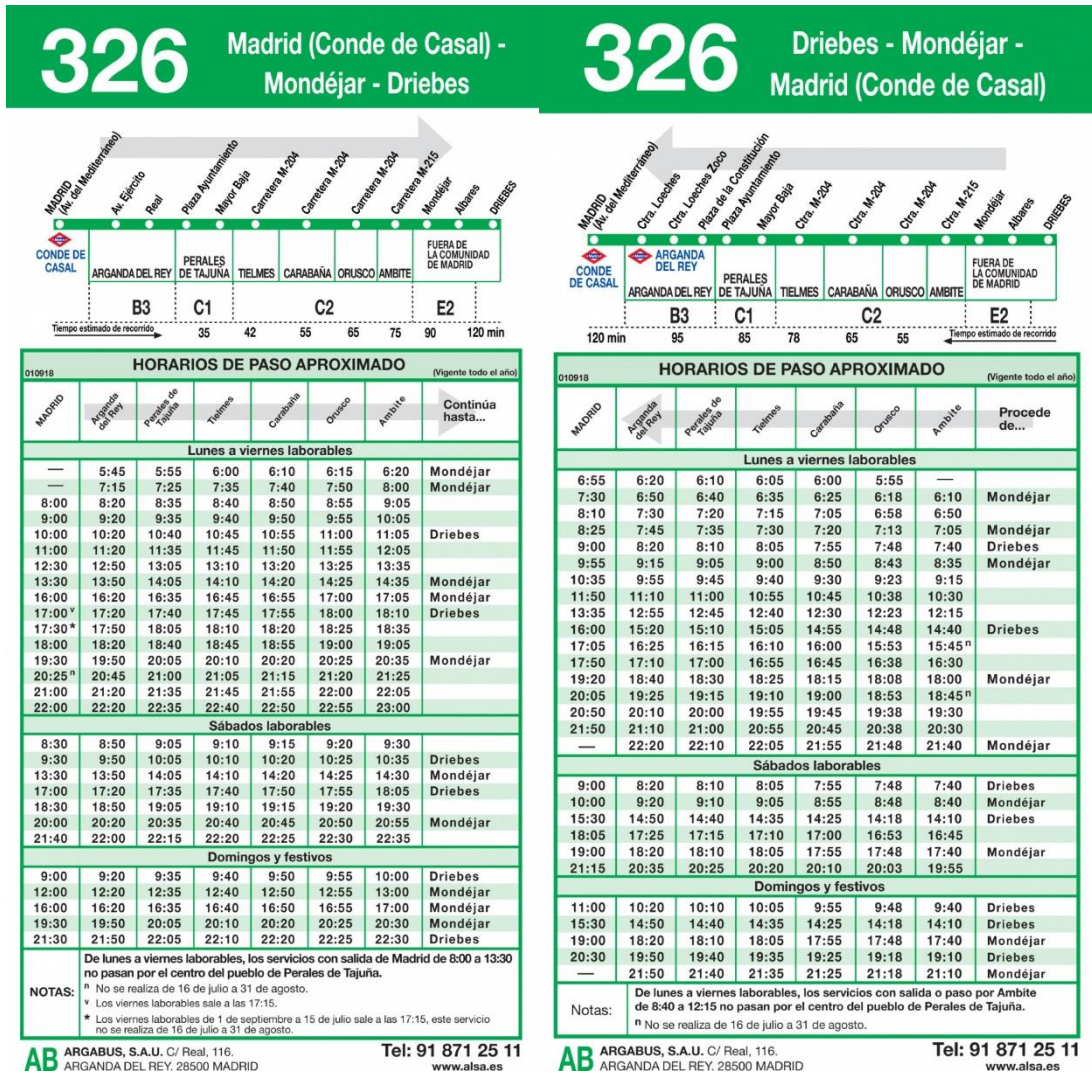 326
Madrid (Conde de Casal) -
Mondéjar - Driebes
MADRID
(Av. del Mediterráneo)
Av. Ejército
Real
Plaza Ayuntamiento
Mayor Baja
Carretera M-204
Carretera M-204
Carretera M-204
Carretera M-215
Mondéjar
Albares
DRIEBES
CONDE DE
CASAL
ARGANDA DEL REY
PERALES
DE TAJUÑA
TIELMES
CARABAÑA
ORUSCO
AMBITE
FUERA DE
LA COMUNIDAD
DE MADRID
B3 C1 C2 E2
Tiempo estimado de recorrido 35 42 55 65 75 90 120 min
010918 HORARIOS DE PASO APROXIMADO (Vigente todo el año)
MADRID
Arganda
del Rey
Perales de
Tajuña
Tielmes
Carabaña
Orusco
Ambite
Continúa
hasta...
Lunes a viernes laborables
— 5:45 5:55 6:00 6:10 6:15 6:20 Mondéjar
— 7:15 7:25 7:35 7:40 7:50 8:00 Mondéjar
8:00 8:20 8:35 8:40 8:50 8:55 9:05
9:00 9:20 9:35 9:40 9:50 9:55 10:05
10:00 10:20 10:40 10:45 10:55 11:00 11:05 Driebes
11:00 11:20 11:35 11:45 11:50 11:55 12:05
12:30 12:50 13:05 13:10 13:20 13:25 13:35
13:30 13:50 14:05 14:10 14:20 14:25 14:35 Mondéjar
16:00 16:20 16:35 16:45 16:55 17:00 17:05 Mondéjar
17:00 v 17:20 17:40 17:45 17:55 18:00 18:10 Driebes
17:30 * 17:50 18:05 18:10 18:20 18:25 18:35
18:00 18:20 18:40 18:45 18:55 19:00 19:05
19:30 19:50 20:05 20:10 20:20 20:25 20:35 Mondéjar
20:25 n 20:45 21:00 21:05 21:15 21:20 21:25
21:00 21:20 21:35 21:45 21:55 22:00 22:05
22:00 22:20 22:35 22:40 22:50 22:55 23:00
Sábados laborables
8:30 8:50 9:05 9:10 9:15 9:20 9:30
9:30 9:50 10:05 10:10 10:20 10:25 10:35 Driebes
13:30 13:50 14:05 14:10 14:20 14:25 14:30 Mondéjar
17:00 17:20 17:35 17:40 17:50 17:55 18:05 Driebes
18:30 18:50 19:05 19:10 19:15 19:20 19:30
20:00 20:20 20:35 20:40 20:45 20:50 20:55 Mondéjar
21:40 22:00 22:15 22:20 22:25 22:30 22:35
Domingos y festivos
9:00 9:20 9:35 9:40 9:50 9:55 10:00 Driebes
12:00 12:20 12:35 12:40 12:50 12:55 13:00 Mondéjar
16:00 16:20 16:35 16:40 16:50 16:55 17:00 Mondéjar
19:30 19:50 20:05 20:10 20:20 20:25 20:30 Mondéjar
21:30 21:50 22:05 22:10 22:20 22:25 22:30 Driebes
NOTAS:
De lunes a viernes laborables, los servicios con salida de Madrid de 8:00 a 13:30
no pasan por el centro del pueblo de Perales de Tajuña.
n No se realiza de 16 de julio a 31 de agosto.
v Los viernes laborables sale a las 17:15.
* Los viernes laborables de 1 de septiembre a 15 de julio sale a las 17:15, este servicio
no se realiza de 16 de julio a 31 de agosto.
AB ARGABUS, S.A.U. C/ Real, 116.
ARGANDA DEL REY. 28500 MADRID
Tel: 91 871 25 11
www.alsa.es
326
Driebes - Mondéjar -
Madrid (Conde de Casal)
MADRID
(Av. del Mediterráneo)
Ctra. Loeches
Ctra. Loeches Zoco
Plaza de la Constitución
Plaza Ayuntamiento
Mayor Baja
Ctra. M-204
Ctra. M-204
Ctra. M-204
Ctra. M-215
Mondéjar
Albares
DRIEBES
CONDE
DE CASAL
ARGANDA
DEL REY
ARGANDA DEL REY
PERALES
DE TAJUÑA
TIELMES
CARABAÑA
ORUSCO
AMBITE
FUERA DE
LA COMUNIDAD
DE MADRID
B3 C1 C2 E2
120 min 95 85 78 65 55 Tiempo estimado de recorrido
010918 HORARIOS DE PASO APROXIMADO (Vigente todo el año)
MADRID
Arganda
del Rey
Perales de
Tajuña
Tielmes
Carabaña
Orusco
Ambite
Procede
de...
Lunes a viernes laborables
6:55 6:20 6:10 6:05 6:00 5:55 —
7:30 6:50 6:40 6:35 6:25 6:18 6:10 Mondéjar
8:10 7:30 7:20 7:15 7:05 6:58 6:50
8:25 7:45 7:35 7:30 7:20 7:13 7:05 Mondéjar
9:00 8:20 8:10 8:05 7:55 7:48 7:40 Driebes
9:55 9:15 9:05 9:00 8:50 8:43 8:35 Mondéjar
10:35 9:55 9:45 9:40 9:30 9:23 9:15
11:50 11:10 11:00 10:55 10:45 10:38 10:30
13:35 12:55 12:45 12:40 12:30 12:23 12:15
16:00 15:20 15:10 15:05 14:55 14:48 14:40 Driebes
17:05 16:25 16:15 16:10 16:00 15:53 15:45 n
17:50 17:10 17:00 16:55 16:45 16:38 16:30
19:20 18:40 18:30 18:25 18:15 18:08 18:00 Mondéjar
20:05 19:25 19:15 19:10 19:00 18:53 18:45 n
20:50 20:10 20:00 19:55 19:45 19:38 19:30
21:50 21:10 21:00 20:55 20:45 20:38 20:30
— 22:20 22:10 22:05 21:55 21:48 21:40 Mondéjar
Sábados laborables
9:00 8:20 8:10 8:05 7:55 7:48 7:40 Driebes
10:00 9:20 9:10 9:05 8:55 8:48 8:40 Mondéjar
15:30 14:50 14:40 14:35 14:25 14:18 14:10 Driebes
18:05 17:25 17:15 17:10 17:00 16:53 16:45
19:00 18:20 18:10 18:05 17:55 17:48 17:40 Mondéjar
21:15 20:35 20:25 20:20 20:10 20:03 19:55
Domingos y festivos
11:00 10:20 10:10 10:05 9:55 9:48 9:40 Driebes
15:30 14:50 14:40 14:35 14:25 14:18 14:10 Driebes
19:00 18:20 18:10 18:05 17:55 17:48 17:40 Mondéjar
20:30 19:50 19:40 19:35 19:25 19:18 19:10 Driebes
— 21:50 21:40 21:35 21:25 21:18 21:10 Mondéjar
Notas:
De lunes a viernes laborables, los servicios con salida o paso por Ambite
de 8:40 a 12:15 no pasan por el centro del pueblo de Perales de Tajuña.
n No se realiza de 16 de julio a 31 de agosto.
AB ARGABUS, S.A.U. C/ Real, 116.
ARGANDA DEL REY. 28500 MADRID
Tel: 91 871 25 11
www.alsa.es